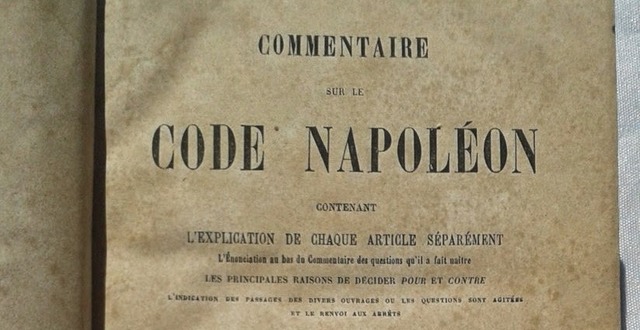 COMMENTAIRE
SUR LE
CODE NAPOLÉON
CONTENANT
L'EXPLICATION DE CHAQUE ARTICLE SÉPARÉMENT
L'Énonciation au bas du Commentaire des questions qu'il a fait naître
LES PRINCIPALES RAISONS DE DÉCIDER POUR ET CONTRE
L'INDICATION DES PASSAGES DES DIVERS OUVRAGES OU LES QUESTIONS SONT AGITÉES
ET LE RENVOI AUX ARRÊTS